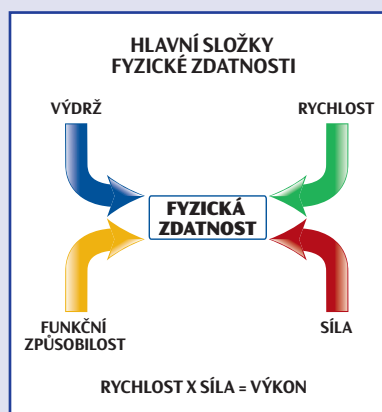 HLAVNÍ SLOŽKY
FYZICKÉ ZDATNOSTI
VÝDRŽ
RYCHLOST
FYZICKÁ
ZDATNOST
FUNKČNÍ
ZPŮSOBILOST
SÍLA
RYCHLOST X SÍLA = VÝKON